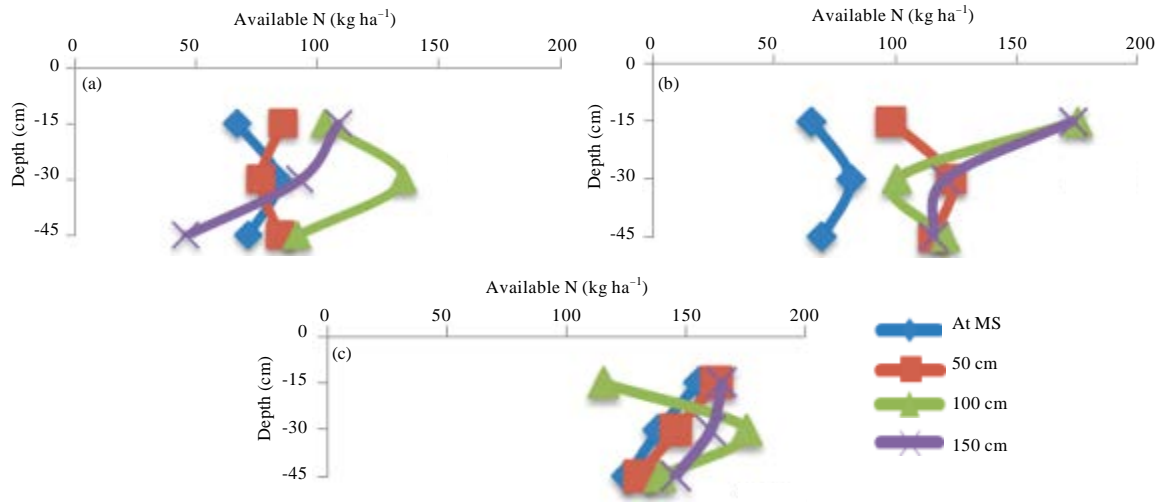 Available N (kg ha⁻¹)
0 50 100 150 200
0
(a)
-15
-30
-45
Depth (cm)
Available N (kg ha⁻¹)
0 50 100 150 200
0
(b)
-15
-30
-45
Depth (cm)
Available N (kg ha⁻¹)
0 50 100 150 200
0
(c)
-15
-30
-45
Depth (cm)
At MS
50 cm
100 cm
150 cm